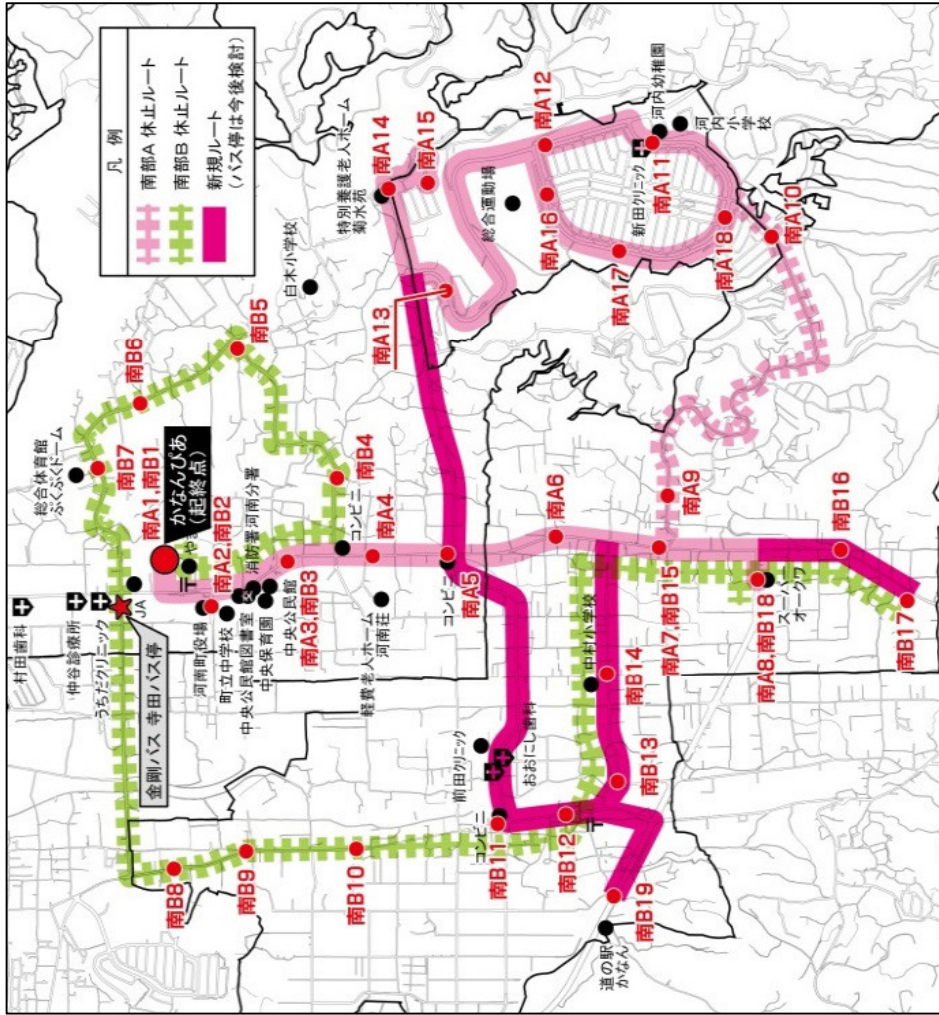 凡　例
南部A 休止ルート
南部B 休止ルート
新規ルート
(バス停は今後検討)
村田歯科
仲谷診療所
うちだクリニック
JA
金剛バス 寺田バス停
総合体育館
ぷくぷくドーム
南B7
南A1,南B1
かなんぴあ
(起終点)
南B6
南B5
白木小学校
河南町役場
南A2,南B2
町立中学校
中央公民館図書室
消防署河南分署
中央保育園
中央公民館
南A3,南B3
コンビニ
南B4
南A4
軽費老人ホーム
河南荘
コンビニ
南A5
南A6
中村小学校
南A7,南B15
南A9
南A8,南B18
スーパー
オークワ
南B16
南B17
南B14
南B13
前田クリニック
おおにし歯科
コンビニ
南B11
南B12
南B19
道の駅
かなん
南B8
南B9
南B10
特別養護老人ホーム
菊水苑
南A14
南A15
南A13
総合運動場
南A12
南A16
南A17
新田クリニック
南A11
河内幼稚園
河内
小学校
南A18
南A10